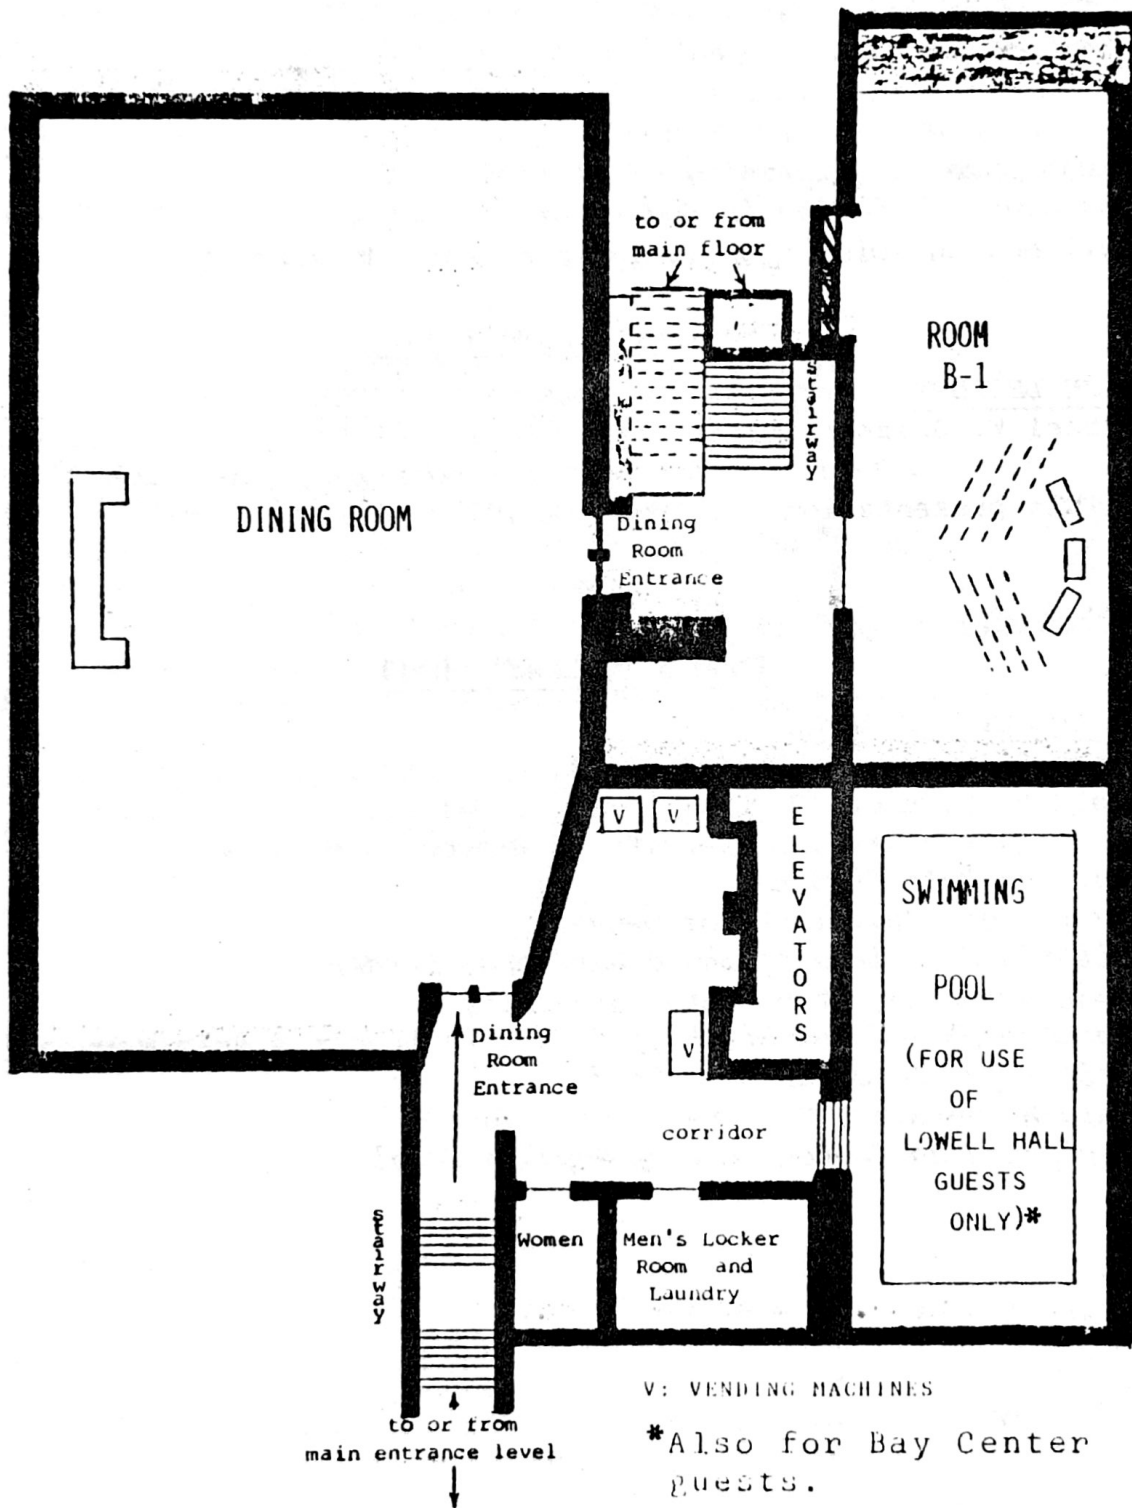 to or from
main floor
ROOM
B-1
stairway
DINING ROOM
Dining
Room
Entrance
V
V
ELEVATORS
SWIMMING
POOL
(FOR USE
OF
LOWELL HALL
GUESTS
ONLY)*
V
Dining
Room
Entrance
corridor
stairway
Women
Men's Locker
Room and
Laundry
to or from
main entrance level
V: VENDING MACHINES
*Also for Bay Center
guests.